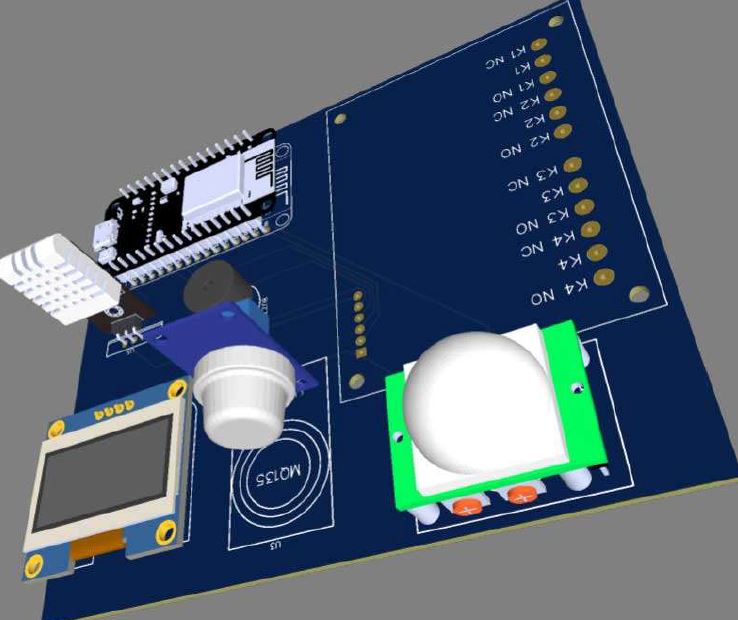 K1 NC
K1
K1 NO
K2 NC
K2
K2 NO
K3 NC
K3
K3 NO
K4 NC
K4
K4 NO
MQ135
U3